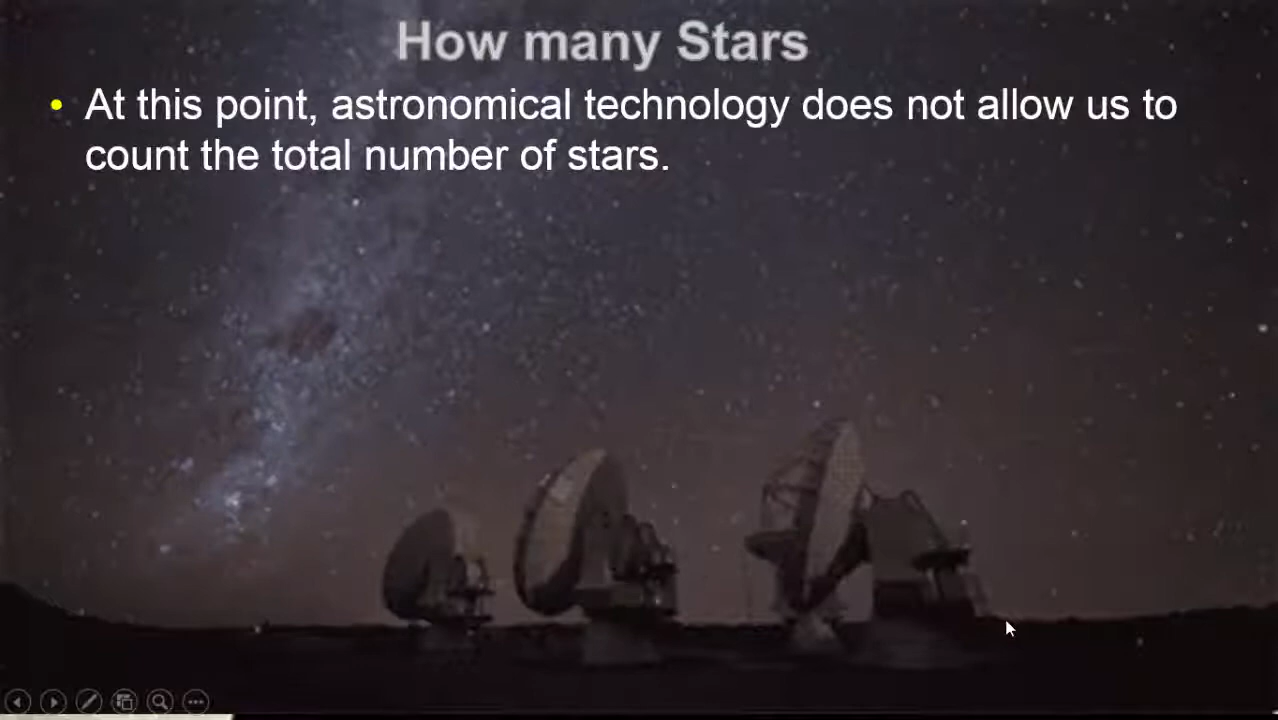 How many Stars
• At this point, astronomical technology does not allow us to
count the total number of stars.